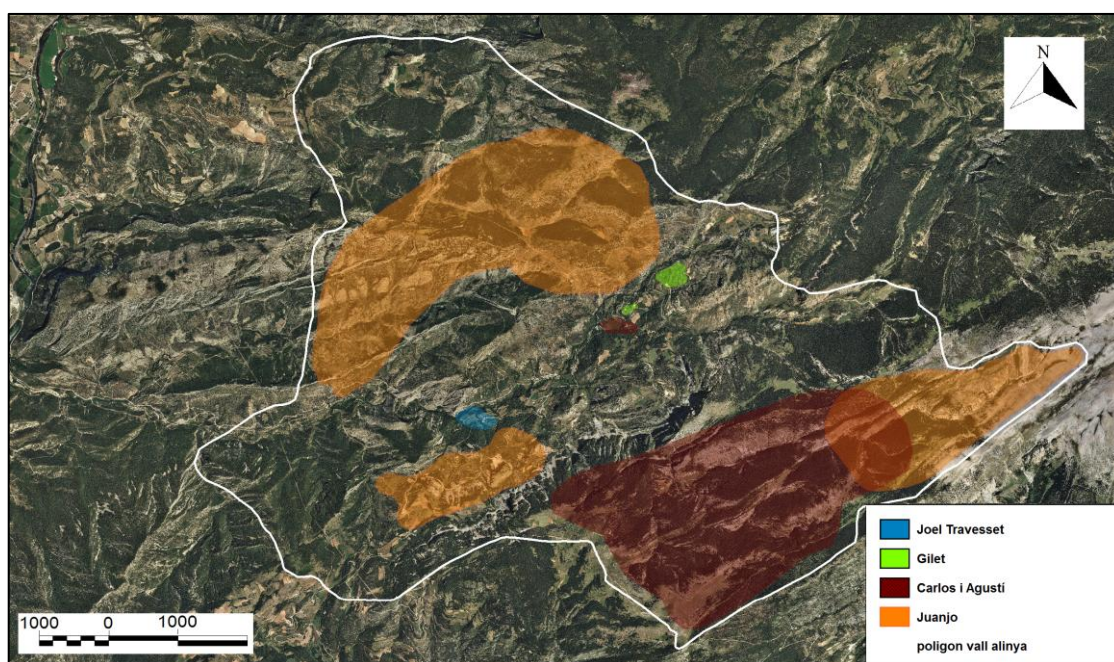 N
Joel Travesset
Gilet
Carlos i Agustí
Juanjo
poligon vall alinya
1000 0 1000